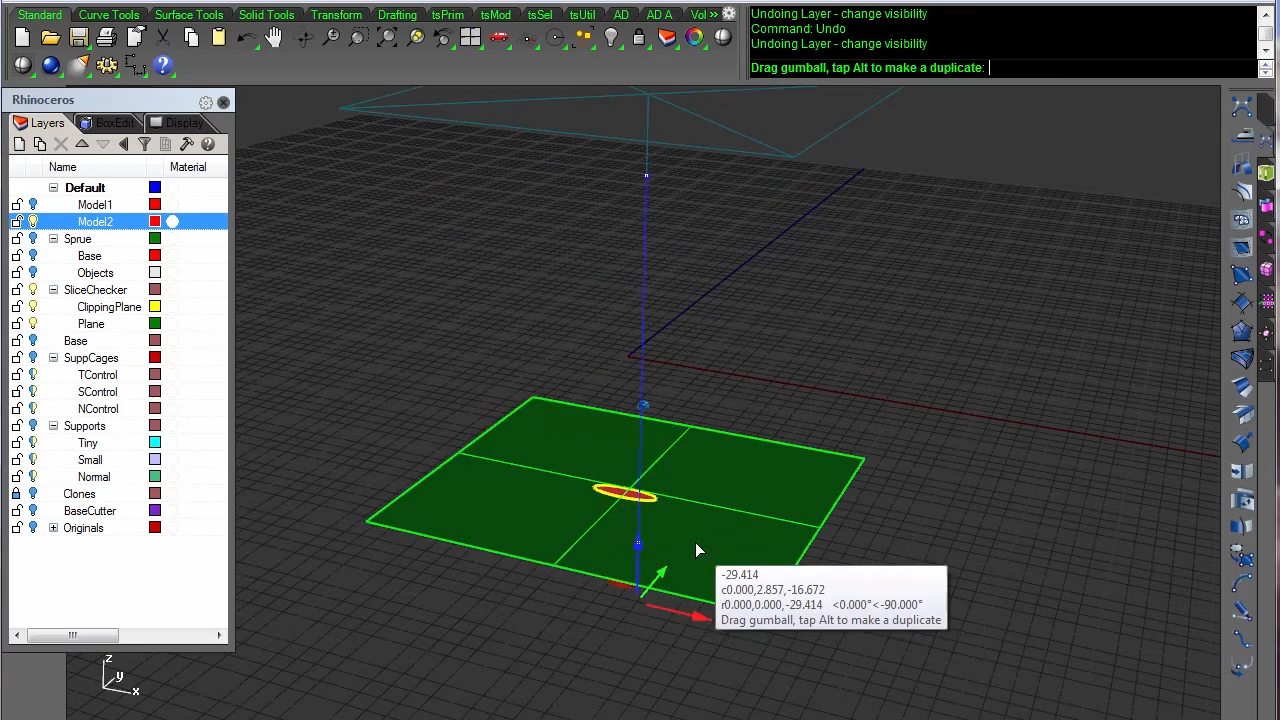 Standard Curve Tools Surface Tools Solid Tools Transform Drafting tsPrim tsMod tsSel tsUtil AD AD A Vol »
Undoing Layer - change visibility
Command: Undo
Undoing Layer - change visibility
Drag gumball, tap Alt to make a duplicate:
Rhinoceros
Layers BoxEdit Display
Name Material
Default
Model1
Model2
Sprue
Base
Objects
SliceChecker
ClippingPlane
Plane
Base
SuppCages
TControl
SControl
NControl
Supports
Tiny
Small
Normal
Clones
BaseCutter
Originals
-29.414
c0.000,2.857,-16.672
r0.000,0.000,-29.414 <0.000°<-90.000°
Drag gumball, tap Alt to make a duplicate
z
y
x